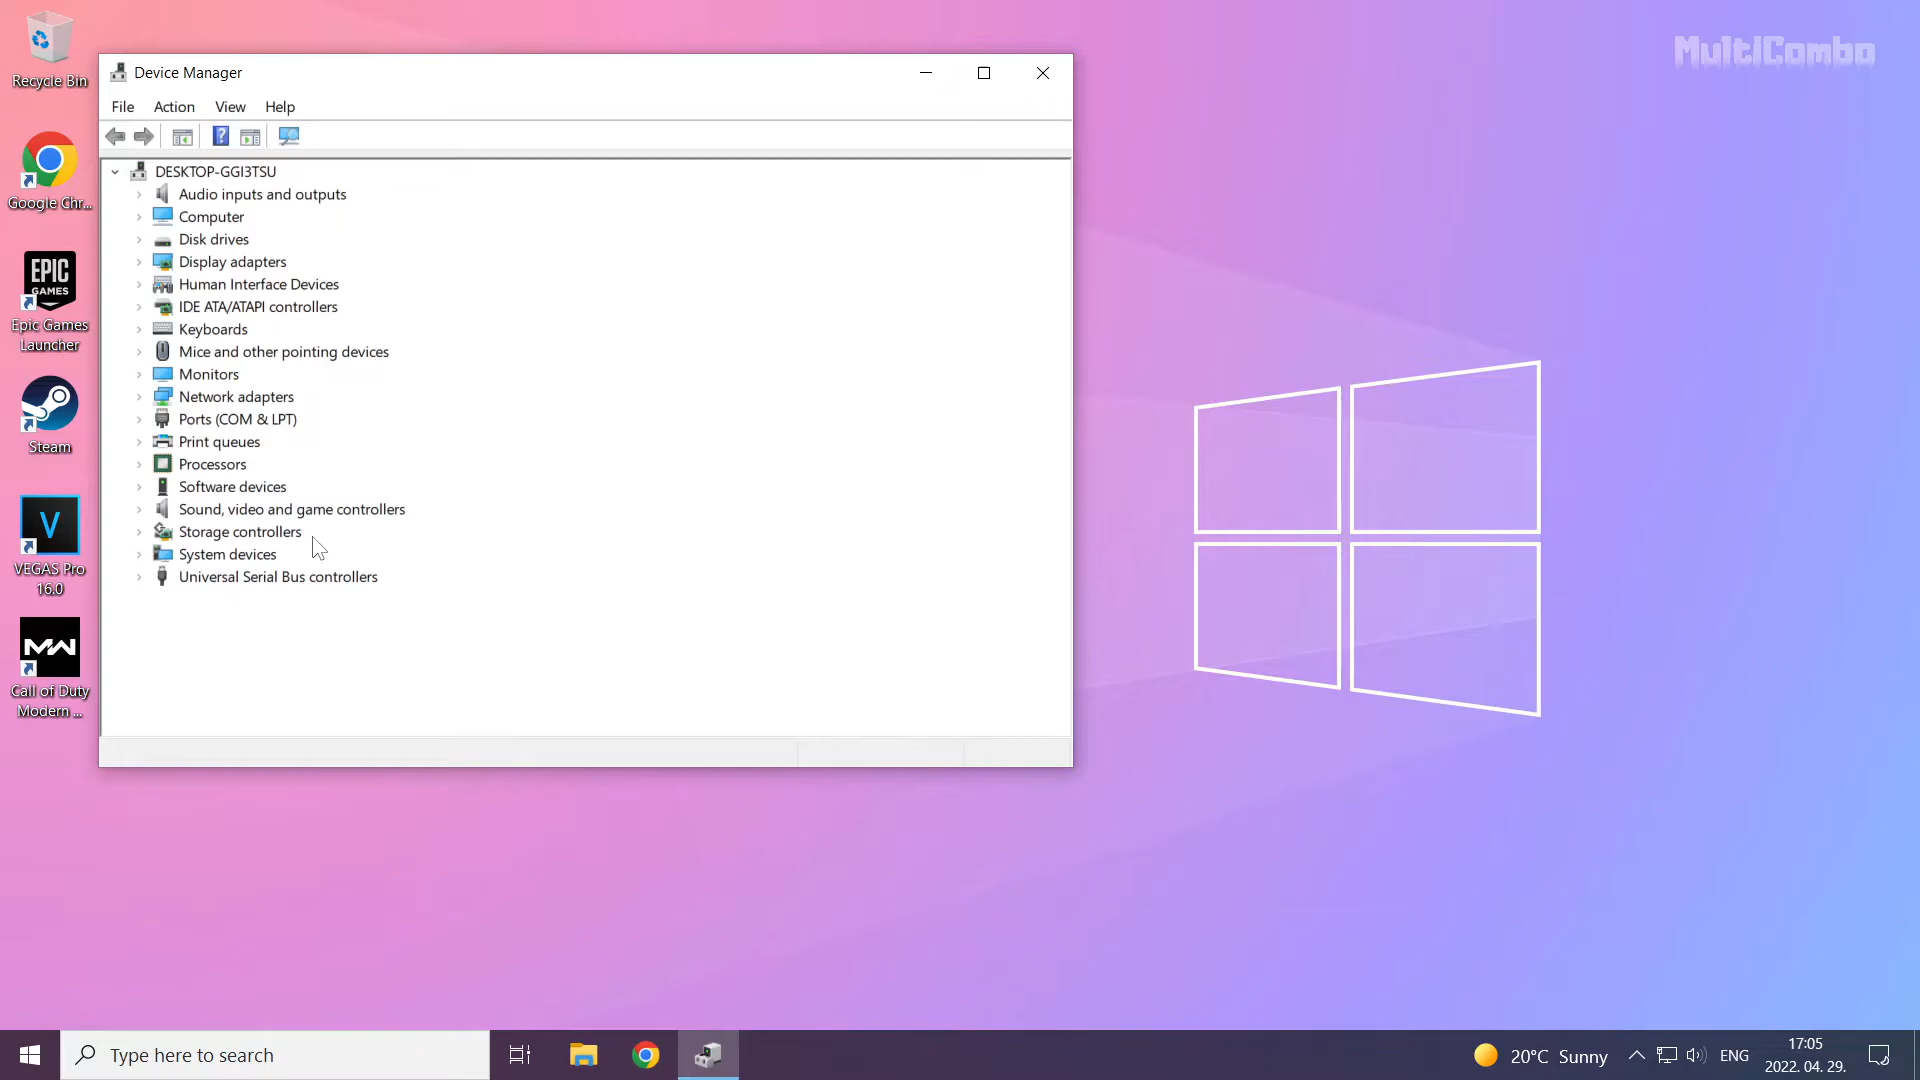 MultiCombo
Recycle Bin
Google Chr...
EPIC
GAMES
Epic Games
Launcher
Steam
V
VEGAS Pro
16.0
MW
Call of Duty
Modern ...
Device Manager
File Action View Help
?
DESKTOP-GGI3TSU
Audio inputs and outputs
Computer
Disk drives
Display adapters
Human Interface Devices
IDE ATA/ATAPI controllers
Keyboards
Mice and other pointing devices
Monitors
Network adapters
Ports (COM & LPT)
Print queues
Processors
Software devices
Sound, video and game controllers
Storage controllers
System devices
Universal Serial Bus controllers
Type here to search
20°C Sunny
ENG
17:05
2022. 04. 29.